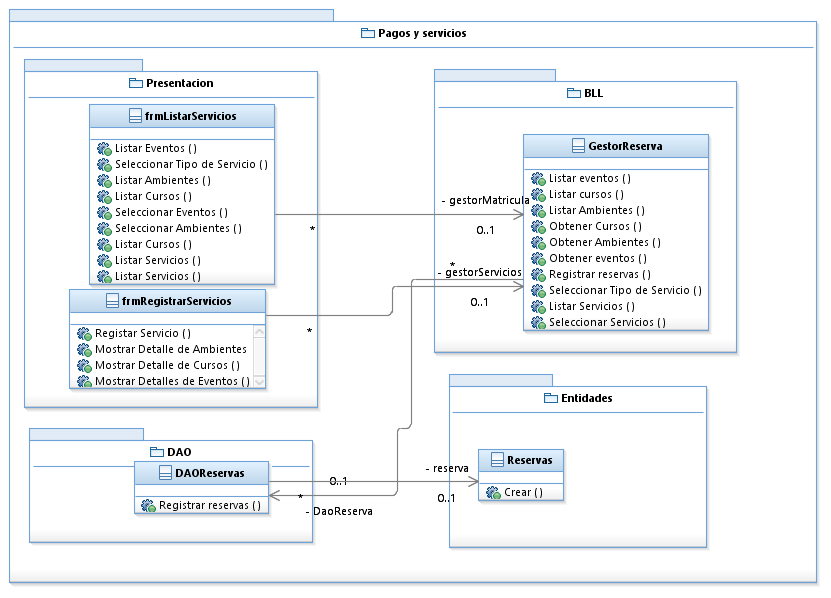 Pagos y servicios
Presentacion
frmListarServicios
Listar Eventos ()
Seleccionar Tipo de Servicio ()
Listar Ambientes ()
Listar Cursos ()
Seleccionar Eventos ()
Seleccionar Ambientes ()
Listar Cursos ()
Listar Servicios ()
Listar Servicios ()
frmRegistrarServicios
Registar Servicio ()
Mostrar Detalle de Ambientes
Mostrar Detalle de Cursos ()
Mostrar Detalles de Eventos ()
BLL
GestorReserva
Listar eventos ()
Listar cursos ()
Listar Ambientes ()
Obtener Cursos ()
Obtener Ambientes ()
Obtener eventos ()
Registrar reservas ()
Seleccionar Tipo de Servicio ()
Listar Servicios ()
Seleccionar Servicios ()
- gestorMatricula
*
0..1
*
- gestorServicios
0..1
*
DAO
DAOReservas
Registrar reservas ()
0..1
*
- DaoReserva
- reserva
0..1
Entidades
Reservas
Crear ()